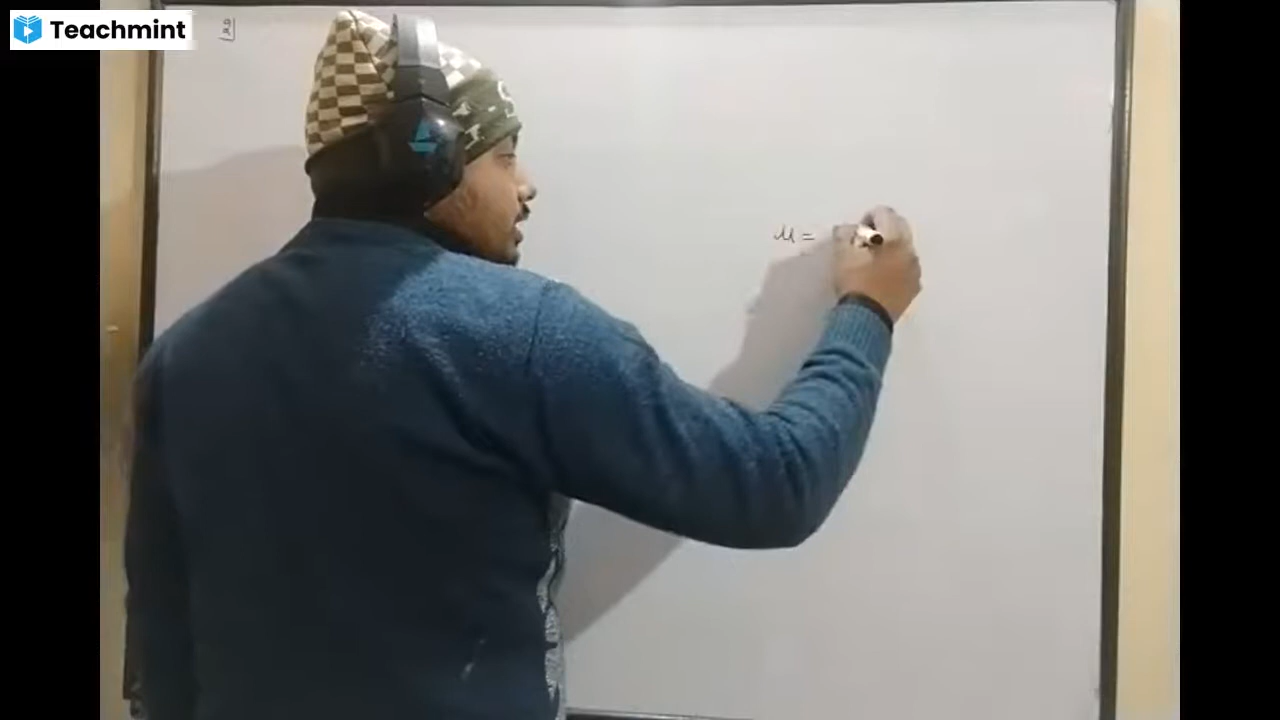 Teachmint
μ =